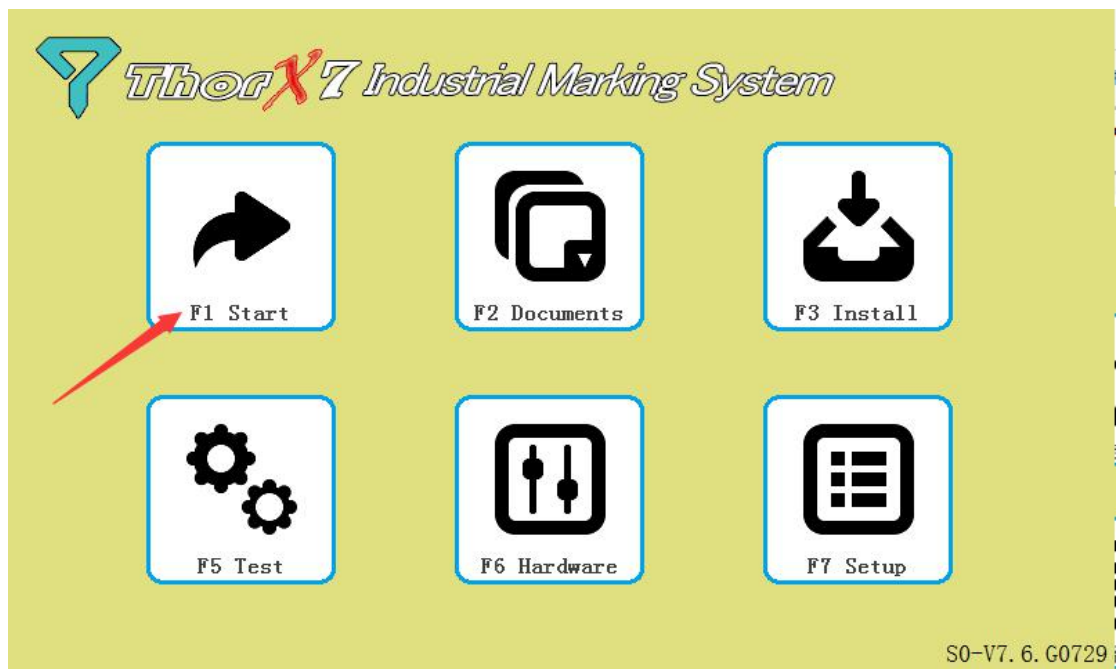 ThorX7 Industrial Marking System
F1 Start
F2 Documents
F3 Install
F5 Test
F6 Hardware
F7 Setup
S0-V7.6.G0729